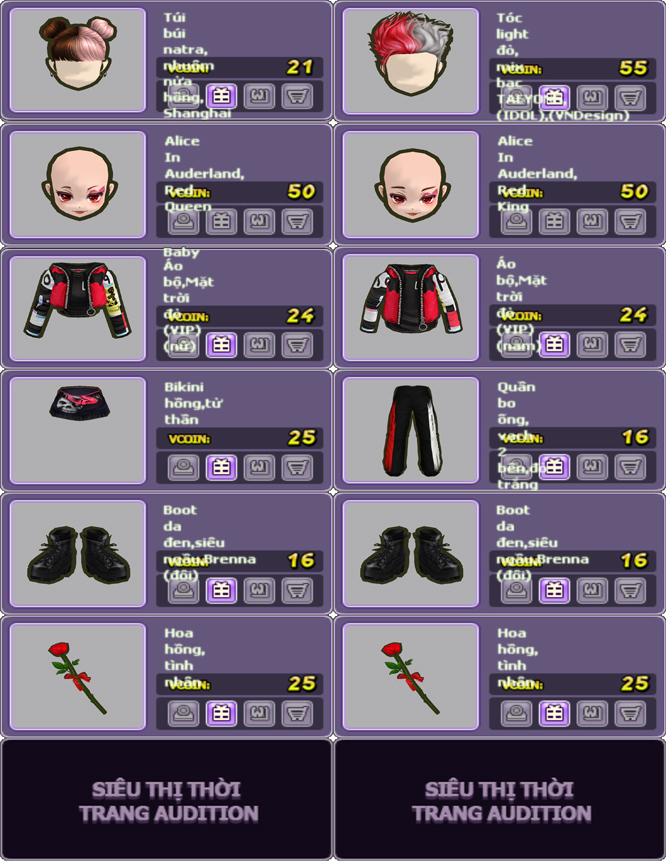 Túi
búi
natra,
nhuộm
nửa
hồng,
Shanghai
VCOIN:
21
Tóc
light
đỏ,
mix
bạc
TAEYONG,
(IDOL),(VNDesign)
VCOIN:
55
Alice
In
Auderland,
Red
Queen
VCOIN:
50
Alice
In
Auderland,
Red
King
VCOIN:
50
Baby
Áo
bộ,Mặt
trời
đỏ
(VIP)
(nữ)
VCOIN:
24
Áo
bộ,Mặt
trời
đỏ
(VIP)
(nam)
VCOIN:
24
Bikini
hồng,từ
thần
VCOIN:
25
Quần
bo
ống,
vạch
2
bên,đỏ
trắng
VCOIN:
16
Boot
da
đen,siêu
ngầu,Brenna
(đôi)
VCOIN:
16
Boot
da
đen,siêu
ngầu,Brenna
(đôi)
VCOIN:
16
Hoa
hồng,
tình
nhân
VCOIN:
25
Hoa
hồng,
tình
nhân
VCOIN:
25
SIÊU THỊ THỜI
TRANG AUDITION
SIÊU THỊ THỜI
TRANG AUDITION